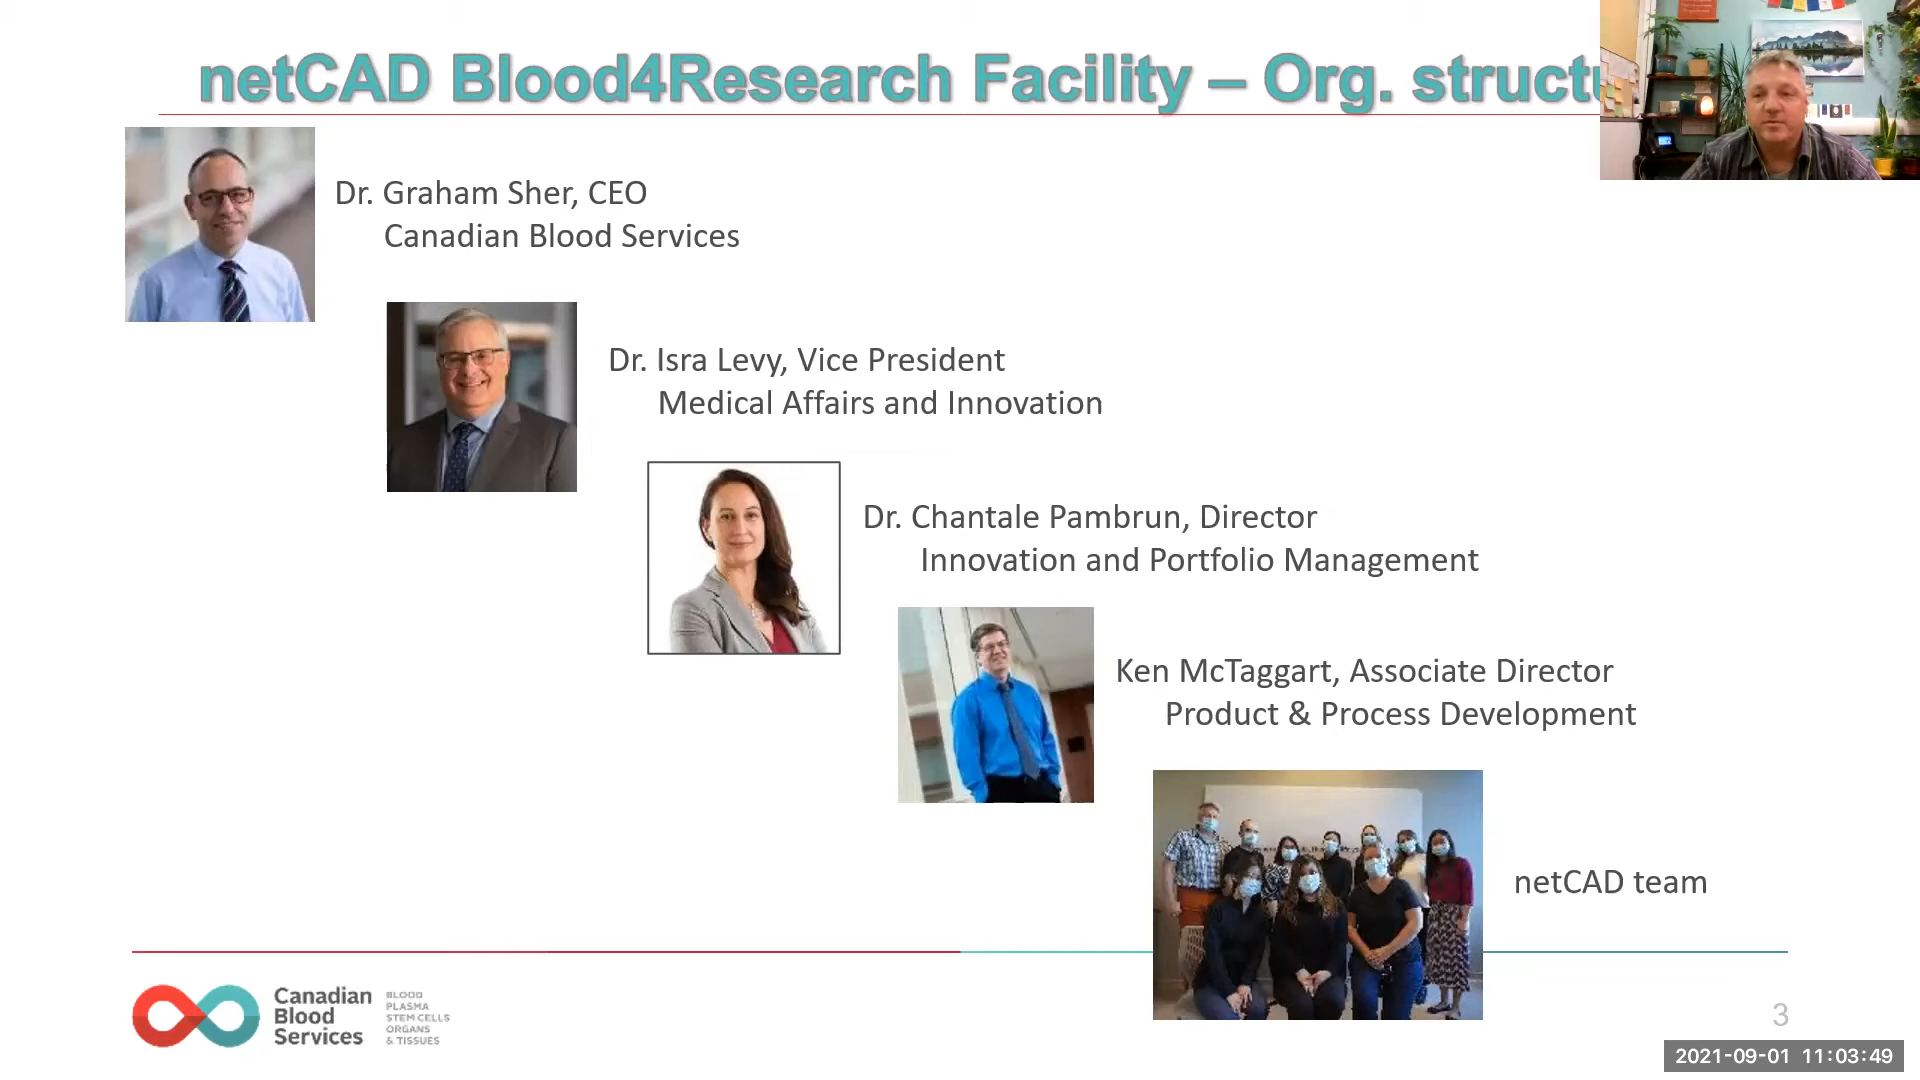 netCAD Blood4Research Facility – Org. struct
Dr. Graham Sher, CEO
Canadian Blood Services
Dr. Isra Levy, Vice President
Medical Affairs and Innovation
Dr. Chantale Pambrun, Director
Innovation and Portfolio Management
Ken McTaggart, Associate Director
Product & Process Development
netCAD team
Canadian
Blood
Services
BLOOD
PLASMA
STEM CELLS
ORGANS
& TISSUES
3
2021-09-01 11:03:49